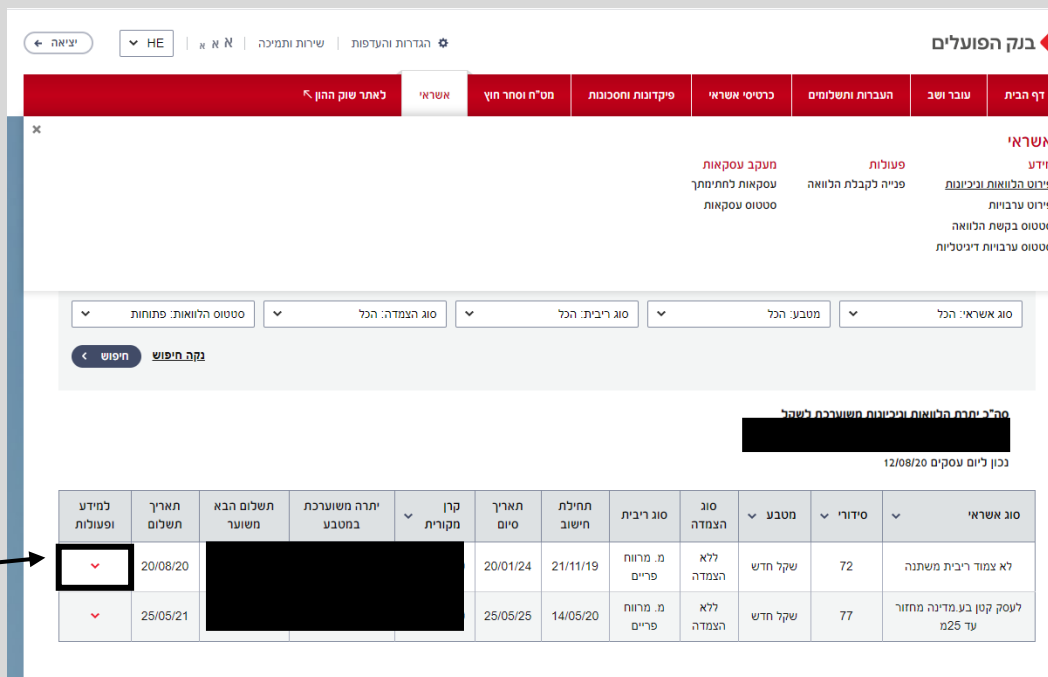 בנק הפועלים
הגדרות והעדפות | שירות ותמיכה | א א א HE יציאה
דף הבית עובר ושב העברות ותשלומים כרטיסי אשראי פיקדונות וחסכונות מט"ח וסחר חוץ אשראי לאתר שוק ההון
אשראי
מידע פעולות מעקב עסקאות
פירוט הלוואות וניכיונות פנייה לקבלת הלוואה עסקאות לחתימתך
פירוט ערבויות סטטוס עסקאות
סטטוס בקשת הלוואה
סטטוס ערבויות דיגיטליות
סוג אשראי: הכל מטבע: הכל סוג ריבית: הכל סוג הצמדה: הכל סטטוס הלוואות: פתוחות
נקה חיפוש חיפוש
סה"כ יתרת הלוואות וניכיונות משוערכת לשקל
נכון ליום עסקים 12/08/20
סוג אשראי סידורי מטבע סוג הצמדה סוג ריבית תחילת חישוב תאריך סיום קרן מקורית יתרה משוערכת במטבע תשלום הבא משוער תאריך תשלום למידע ופעולות
לא צמוד ריבית משתנה 72 שקל חדש ללא הצמדה מ. מרווח פריים 21/11/19 20/01/24 20/08/20
לעסק קטן בע.מדינה מחזור עד 25מ 77 שקל חדש ללא הצמדה מ. מרווח פריים 14/05/20 25/05/25 25/05/21